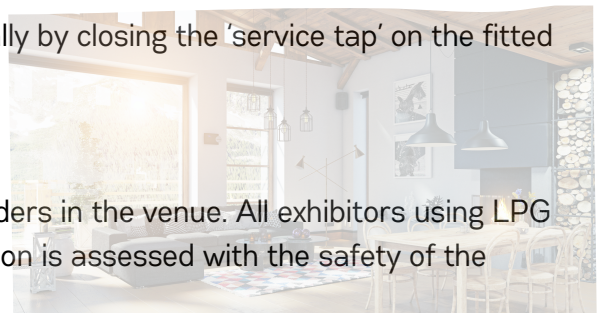 lly by closing the ‘service tap’ on the fitted
ders in the venue. All exhibitors using LPG
on is assessed with the safety of the